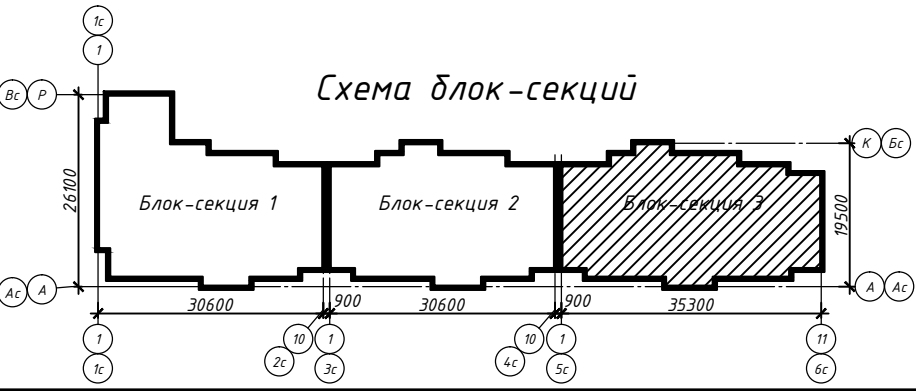 1с
1
Схема блок-секций
Вс Р
К Бс
26100
Блок-секция 1
Блок-секция 2
Блок-секция 3
19500
Ас А
А Ас
30600
900
30600
900
35300
1
10
1
10
1
11
1с
2с
3с
4с
5с
6с